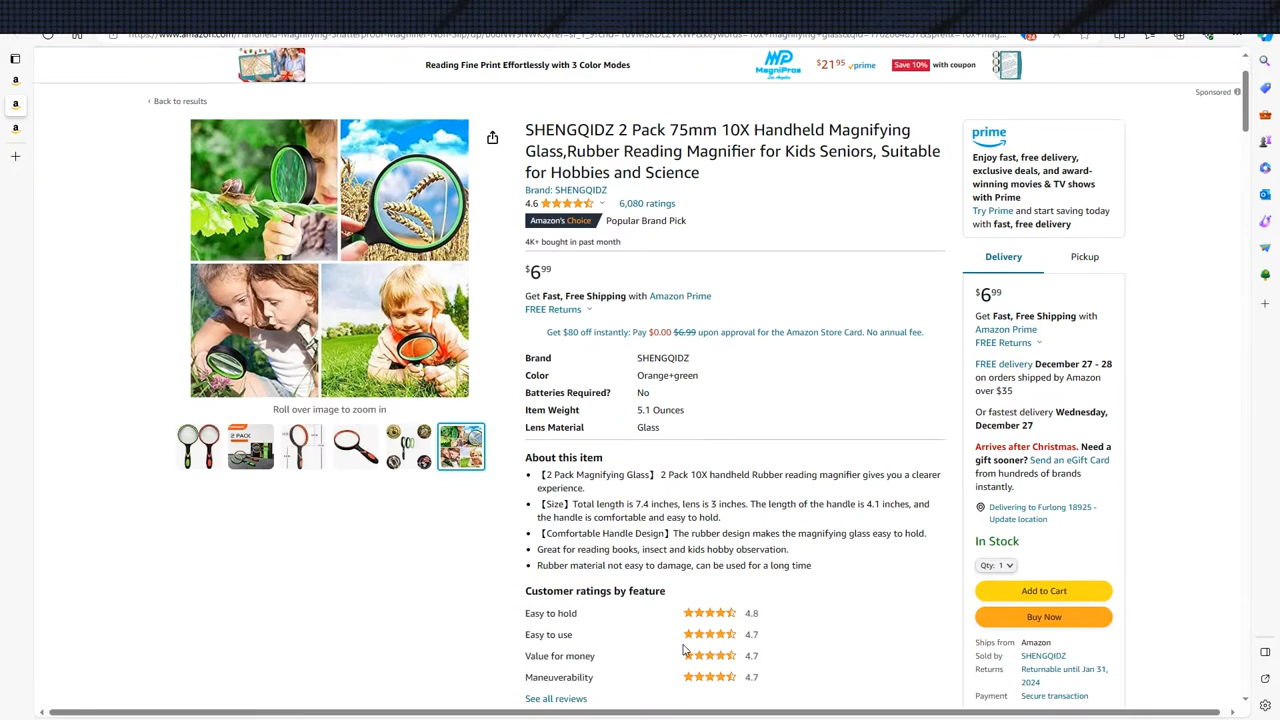 Reading Fine Print Effortlessly with 3 Color Modes
MP
MagniPros
Los Angeles
$21 95 prime
Save 10% with coupon
Sponsored
‹ Back to results
SHENGQIDZ 2 Pack 75mm 10X Handheld Magnifying
Glass,Rubber Reading Magnifier for Kids Seniors, Suitable
for Hobbies and Science
Brand: SHENGQIDZ
4.6
6,080 ratings
Amazon's Choice
Popular Brand Pick
4K+ bought in past month
$6 99
Get Fast, Free Shipping with Amazon Prime
FREE Returns
Get $80 off instantly: Pay $0.00 $6.99 upon approval for the Amazon Store Card. No annual fee.
Brand SHENGQIDZ
Color Orange+green
Batteries Required? No
Item Weight 5.1 Ounces
Lens Material Glass
About this item
• 【2 Pack Magnifying Glass】 2 Pack 10X handheld Rubber reading magnifier gives you a clearer
experience.
• 【Size】Total length is 7.4 inches, lens is 3 inches. The length of the handle is 4.1 inches, and
the handle is comfortable and easy to hold.
• 【Comfortable Handle Design】The rubber design makes the magnifying glass easy to hold.
• Great for reading books, insect and kids hobby observation.
• Rubber material not easy to damage, can be used for a long time
Customer ratings by feature
Easy to hold 4.8
Easy to use 4.7
Value for money 4.7
Maneuverability 4.7
See all reviews
Roll over image to zoom in
2 PACK
prime
Enjoy fast, free delivery,
exclusive deals, and award-
winning movies & TV shows
with Prime
Try Prime and start saving today
with fast, free delivery
Delivery
Pickup
$6 99
Get Fast, Free Shipping with
Amazon Prime
FREE Returns
FREE delivery December 27 - 28
on orders shipped by Amazon
over $35
Or fastest delivery Wednesday,
December 27
Arrives after Christmas. Need a
gift sooner? Send an eGift Card
from hundreds of brands
instantly.
Delivering to Furlong 18925 -
Update location
In Stock
Qty: 1
Add to Cart
Buy Now
Ships from Amazon
Sold by SHENGQIDZ
Returns Returnable until Jan 31,
2024
Payment Secure transaction